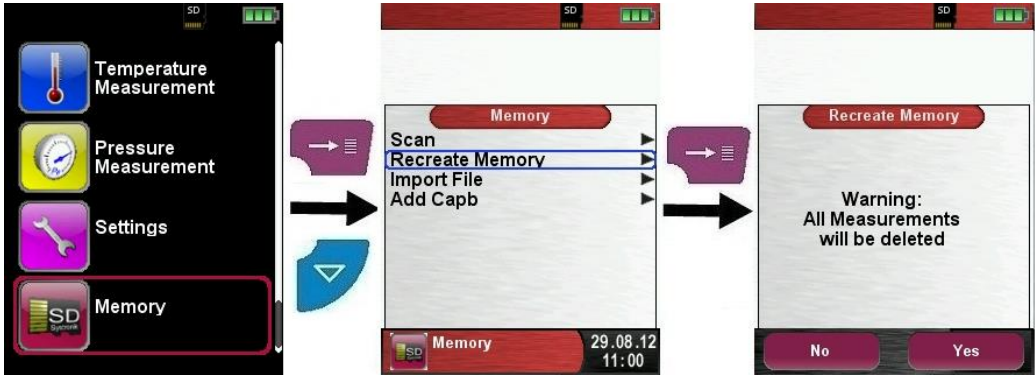 SD
Temperature
Measurement
Pressure
Measurement
Settings
SD
Memory
SD
Memory
Scan
Recreate Memory
Import File
Add Capb
SD
Memory
29.08.12
11:00
SD
Recreate Memory
Warning:
All Measurements
will be deleted
No
Yes